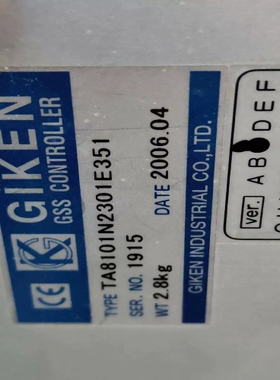 GIKEN
GSS CONTROLLER
TYPE TA8101N2301E351
SER. NO. 1915 DATE 2006.04
WT 2.8kg GIKEN INDUSTRIAL CO.,LTD.
CE
ver. A B D E F